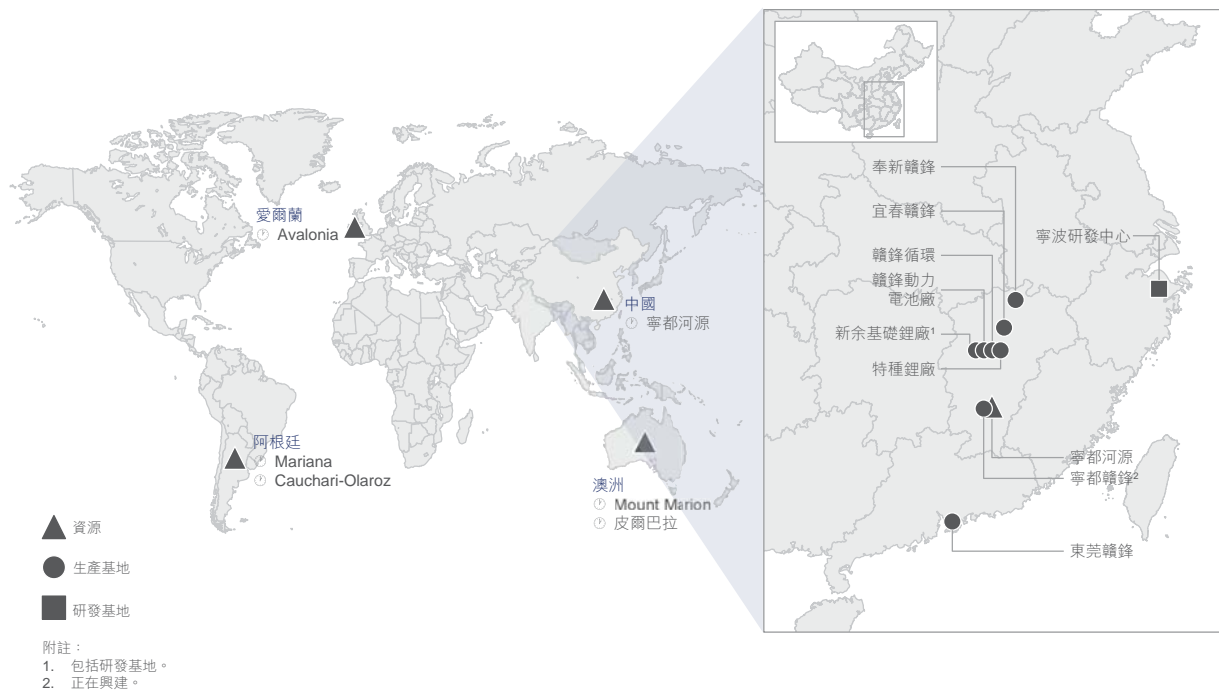 愛爾蘭
Avalonia
中國
寧都河源
阿根廷
Mariana
Cauchari-Olaroz
澳洲
Mount Marion
皮爾巴拉
奉新贛鋒
宜春贛鋒
寧波研發中心
贛鋒循環
贛鋒動力
電池廠
新余基礎鋰廠¹
特種鋰廠
寧都河源
寧都贛鋒²
東莞贛鋒
資源
生產基地
研發基地
附註：
1. 包括研發基地。
2. 正在興建。